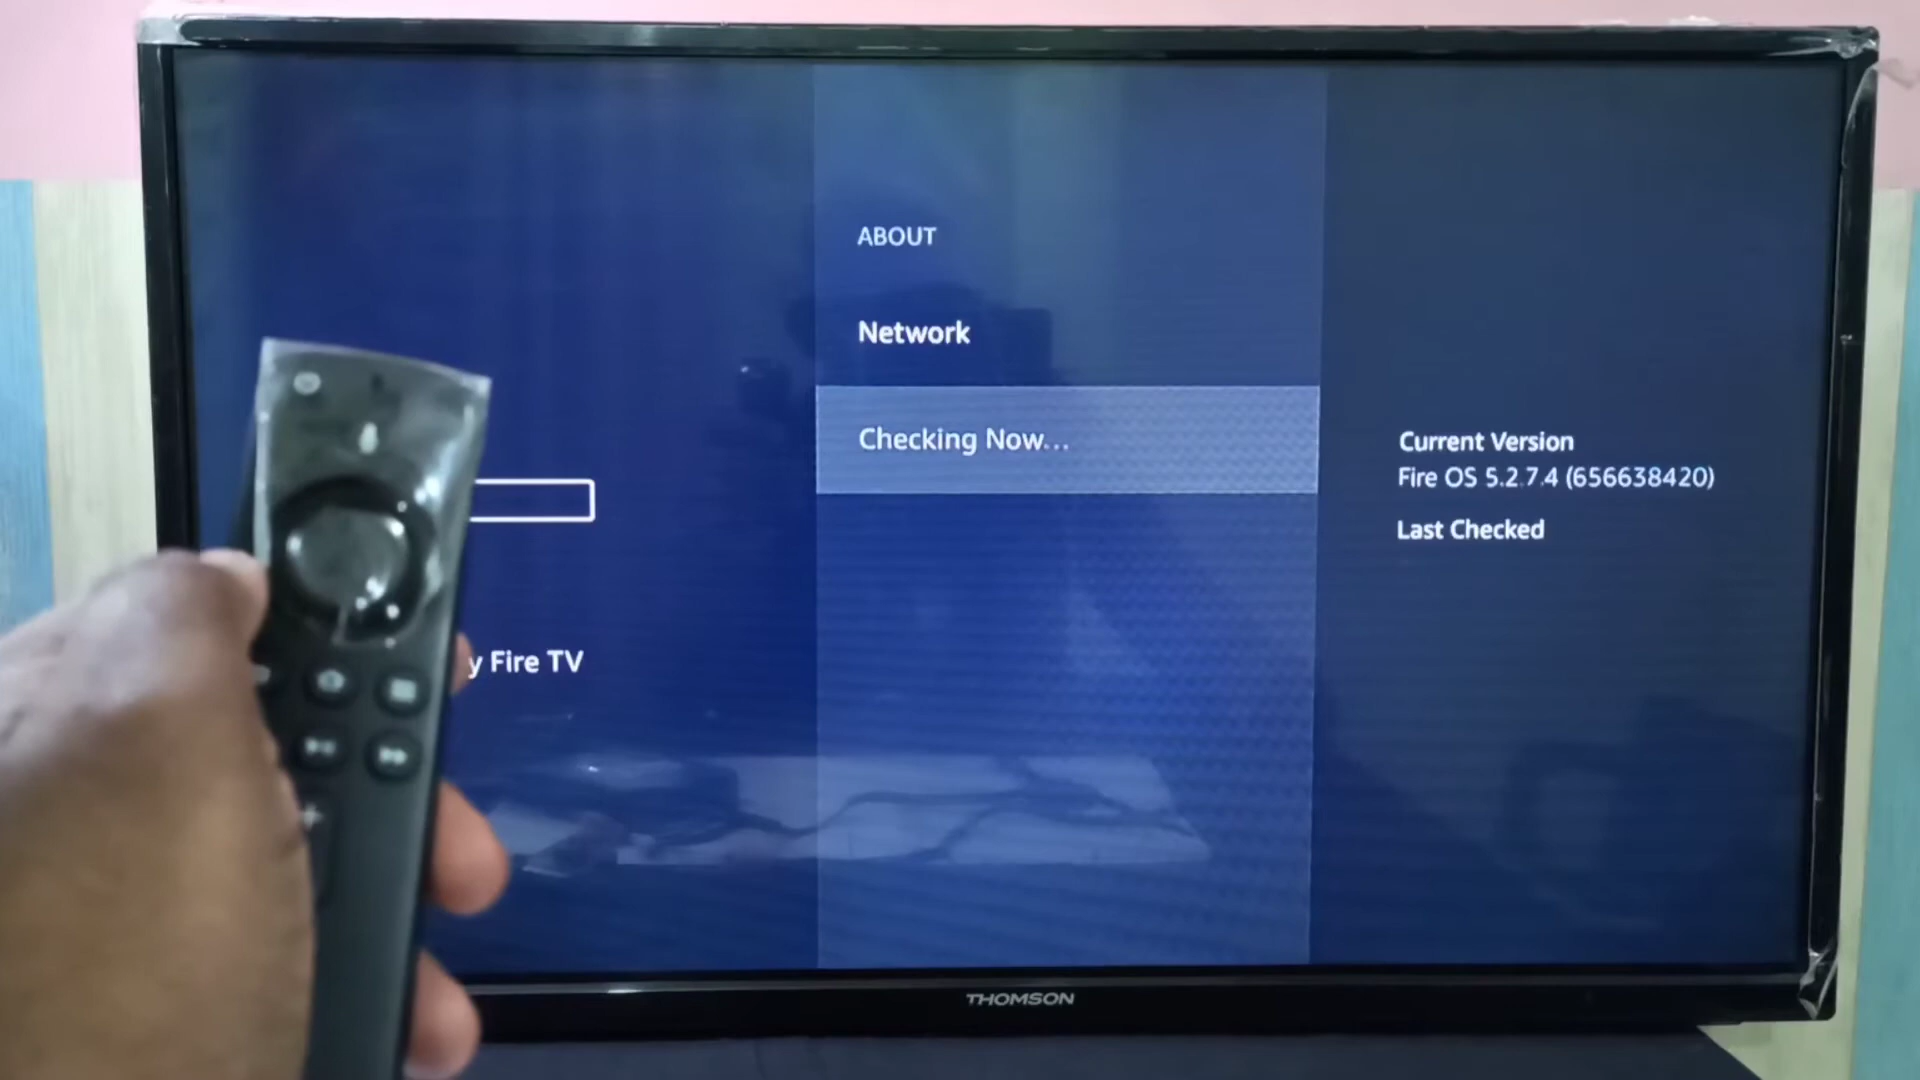 ABOUT
Network
Checking Now...
Current Version
Fire OS 5.2.7.4 (656638420)
Last Checked
y Fire TV
THOMSON